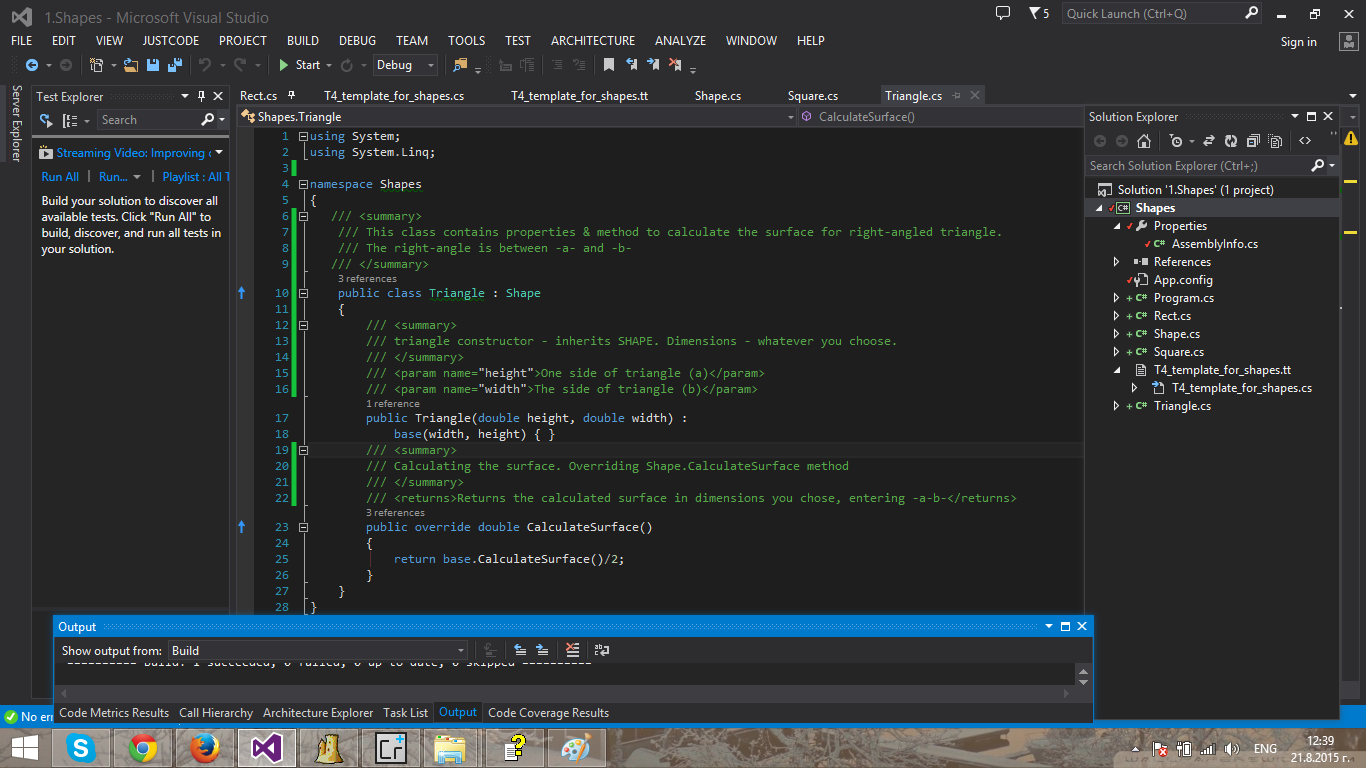 1.Shapes - Microsoft Visual Studio
5
Quick Launch (Ctrl+Q)
FILE EDIT VIEW JUSTCODE PROJECT BUILD DEBUG TEAM TOOLS TEST ARCHITECTURE ANALYZE WINDOW HELP
Sign in
Start Debug
Server Explorer
Test Explorer
Search
Streaming Video: Improving
Run All | Run... | Playlist : All T
Build your solution to discover all
available tests. Click "Run All" to
build, discover, and run all tests in
your solution.
Rect.cs T4_template_for_shapes.cs T4_template_for_shapes.tt Shape.cs Square.cs Triangle.cs
Shapes.Triangle CalculateSurface()
1 using System;
2 using System.Linq;
3
4 namespace Shapes
5 {
6 /// <summary>
7 /// This class contains properties & method to calculate the surface for right-angled triangle.
8 /// The right-angle is between -a- and -b-
9 /// </summary>
3 references
10 public class Triangle : Shape
11 {
12 /// <summary>
13 /// triangle constructor - inherits SHAPE. Dimensions - whatever you choose.
14 /// </summary>
15 /// <param name="height">One side of triangle (a)</param>
16 /// <param name="width">The side of triangle (b)</param>
1 reference
17 public Triangle(double height, double width) :
18 base(width, height) { }
19 /// <summary>
20 /// Calculating the surface. Overriding Shape.CalculateSurface method
21 /// </summary>
22 /// <returns>Returns the calculated surface in dimensions you chose, entering -a-b-</returns>
3 references
23 public override double CalculateSurface()
24 {
25 return base.CalculateSurface()/2;
26 }
27 }
28 }
Solution Explorer
Search Solution Explorer (Ctrl+;)
Solution '1.Shapes' (1 project)
Shapes
Properties
AssemblyInfo.cs
References
App.config
Program.cs
Rect.cs
Shape.cs
Square.cs
T4_template_for_shapes.tt
T4_template_for_shapes.cs
Triangle.cs
Output
Show output from: Build
========== Build: 1 succeeded, 0 failed, 0 up-to-date, 0 skipped ==========
Code Metrics Results Call Hierarchy Architecture Explorer Task List Output Code Coverage Results
No err
Cr
ENG
12:39
21.8.2015 г.